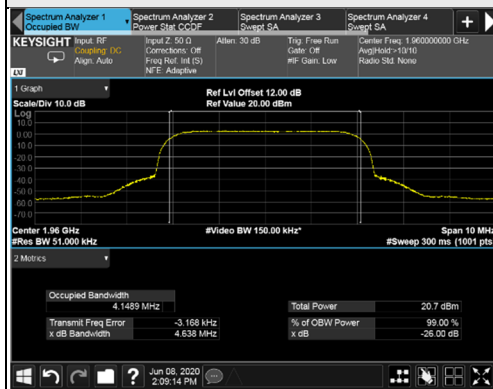 Spectrum Analyzer 1
Occupied BW
Spectrum Analyzer 2
Power Stat CCDF
Spectrum Analyzer 3
Swept SA
Spectrum Analyzer 4
Swept SA
+
KEYSIGHT
Input: RF
Coupling: DC
Align: Auto
Input Z: 50 Ω
Corrections: Off
Freq Ref: Int (S)
NFE: Adaptive
Atten: 30 dB
Trig: Free Run
Gate: Off
#IF Gain: Low
Center Freq: 1.960000000 GHz
Avg|Hold:>10/10
Radio Std: None
LXI
1 Graph
Scale/Div 10.0 dB
Ref Lvl Offset 12.00 dB
Ref Value 20.00 dBm
Log
10.0
0.00
-10.0
-20.0
-30.0
-40.0
-50.0
-60.0
-70.0
Center 1.96 GHz
#Res BW 51.000 kHz
#Video BW 150.00 kHz*
Span 10 MHz
#Sweep 300 ms (1001 pts)
2 Metrics
Occupied Bandwidth
4.1489 MHz
Total Power 20.7 dBm
Transmit Freq Error -3.168 kHz
% of OBW Power 99.00 %
x dB Bandwidth 4.638 MHz
x dB -26.00 dB
?
Jun 08, 2020
2:09:14 PM